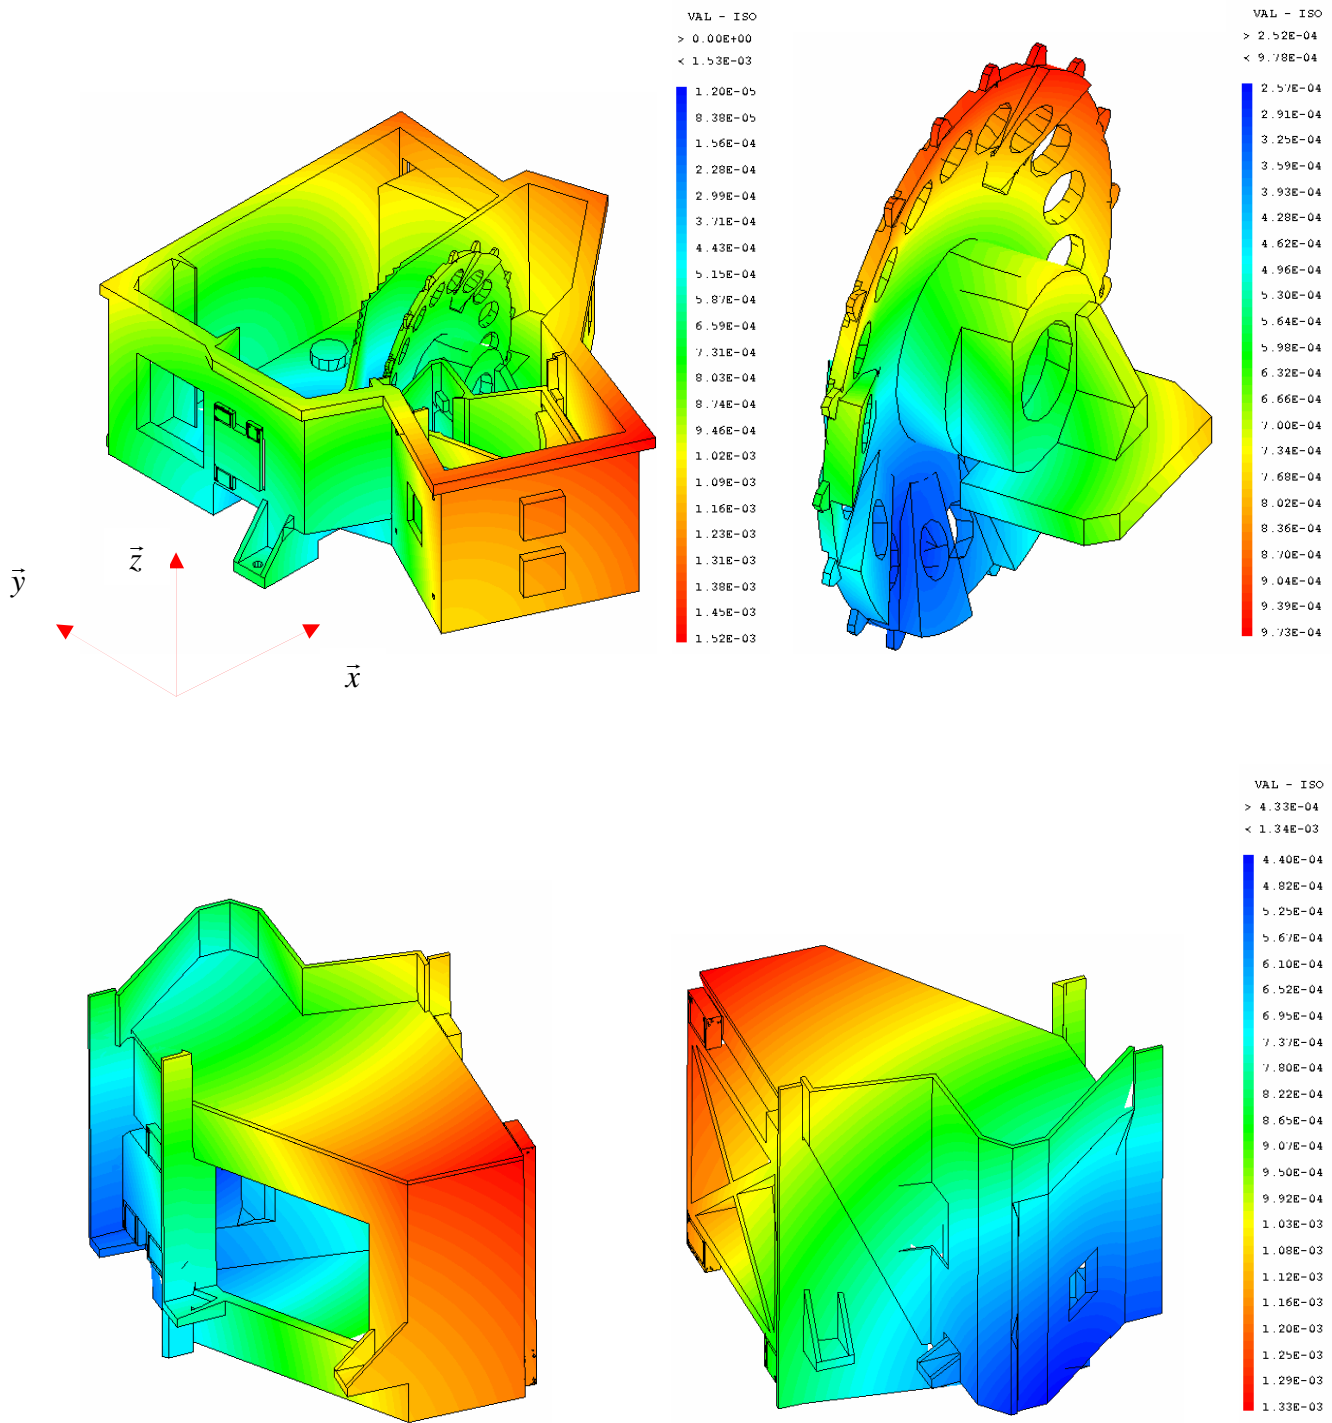 VAL - ISO
> 0.00E+00
< 1.53E-03
1.20E-05
8.38E-05
1.56E-04
2.28E-04
2.99E-04
3.71E-04
4.43E-04
5.15E-04
5.87E-04
6.59E-04
7.31E-04
8.03E-04
8.74E-04
9.46E-04
1.02E-03
1.09E-03
1.16E-03
1.23E-03
1.31E-03
1.38E-03
1.45E-03
1.52E-03
VAL - ISO
> 2.52E-04
< 9.78E-04
2.57E-04
2.91E-04
3.25E-04
3.59E-04
3.93E-04
4.28E-04
4.62E-04
4.96E-04
5.30E-04
5.64E-04
5.98E-04
6.32E-04
6.66E-04
7.00E-04
7.34E-04
7.68E-04
8.02E-04
8.36E-04
8.70E-04
9.04E-04
9.39E-04
9.73E-04
z⃗
y⃗
x⃗
VAL - ISO
> 4.33E-04
< 1.34E-03
4.40E-04
4.82E-04
5.25E-04
5.67E-04
6.10E-04
6.52E-04
6.95E-04
7.37E-04
7.80E-04
8.22E-04
8.65E-04
9.07E-04
9.50E-04
9.92E-04
1.03E-03
1.08E-03
1.12E-03
1.16E-03
1.20E-03
1.25E-03
1.29E-03
1.33E-03